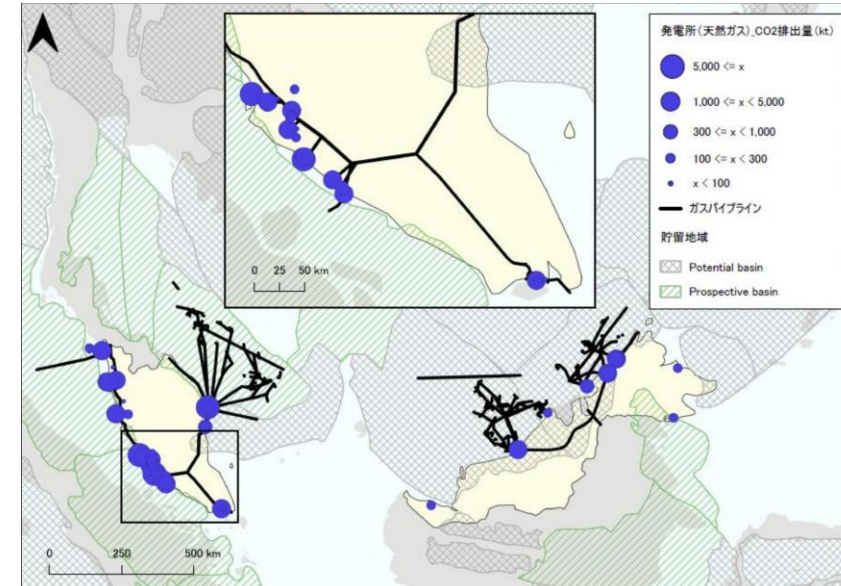 発電所(天然ガス)_CO2排出量(kt)
5,000 <= x
1,000 <= x < 5,000
300 <= x < 1,000
100 <= x < 300
x < 100
ガスパイプライン
貯留地域
Potential basin
Prospective basin
0 25 50 km
0 250 500 km